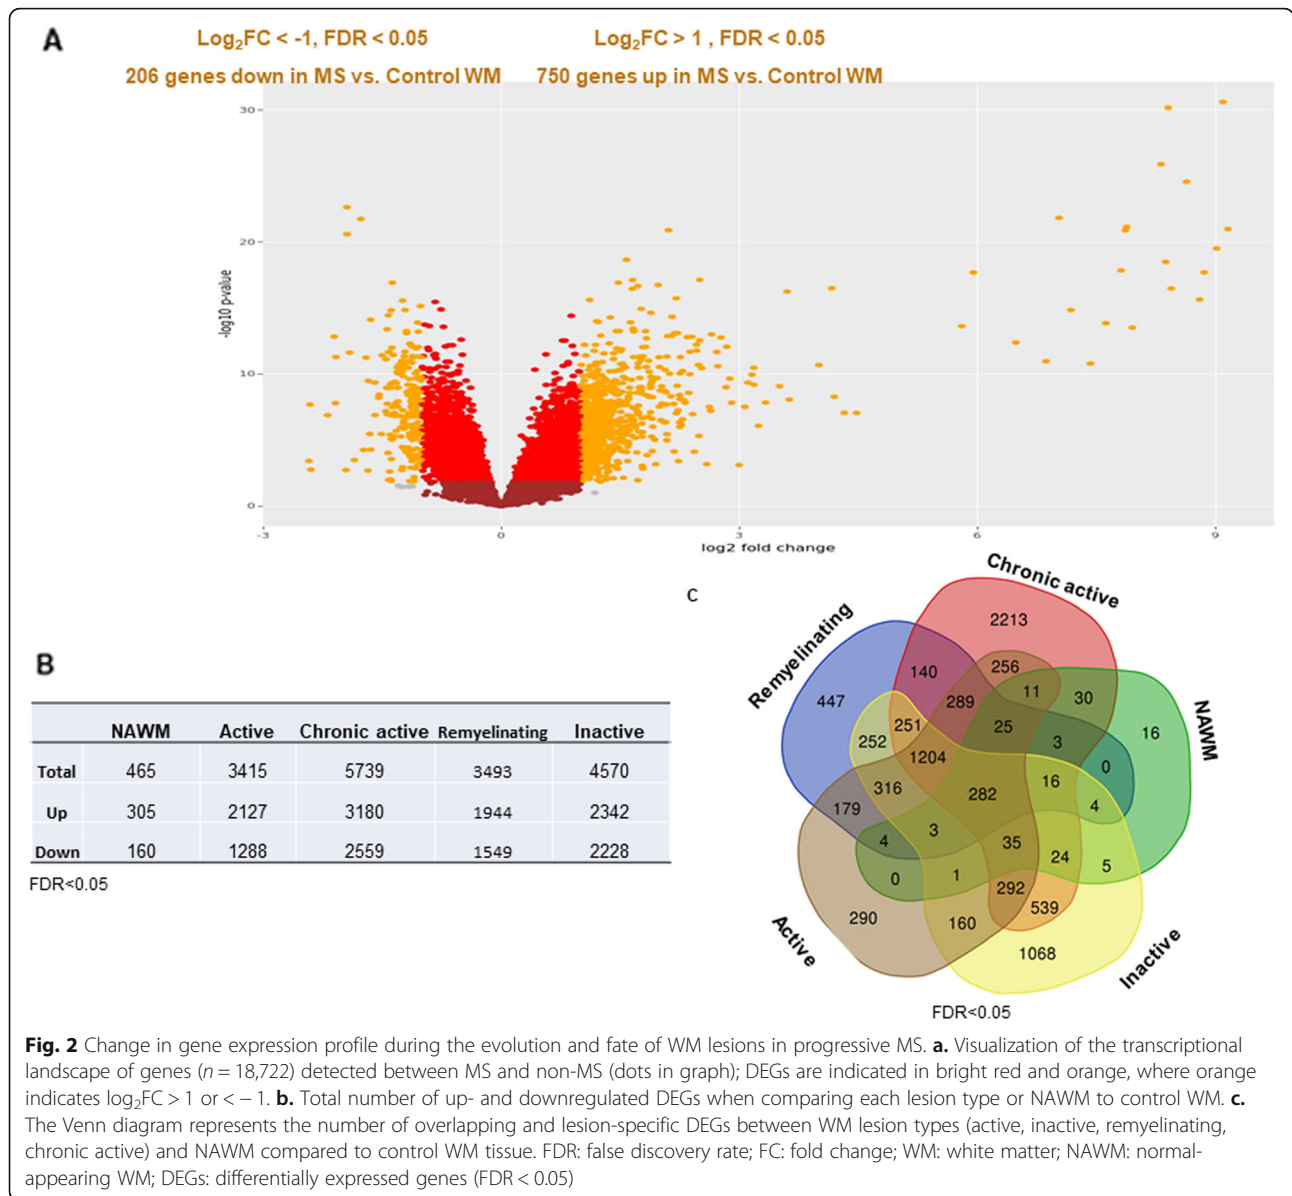 A
Log₂FC < -1, FDR < 0.05
Log₂FC > 1 , FDR < 0.05
206 genes down in MS vs. Control WM
750 genes up in MS vs. Control WM
30
20
10
0
-log10 p-value
-3
0
3
6
9
log2 fold change
B
NAWM Active Chronic active Remyelinating Inactive
Total 465 3415 5739 3493 4570
Up 305 2127 3180 1944 2342
Down 160 1288 2559 1549 2228
FDR<0.05
C
Chronic active
Remyelinating
NAWM
Active
Inactive
2213
256
140
11
30
289
447
251
25
16
252
3
1204
0
16
316
282
4
179
3
4
35
24
5
1
0
292
539
290
160
1068
FDR<0.05
Fig. 2 Change in gene expression profile during the evolution and fate of WM lesions in progressive MS. a. Visualization of the transcriptional
landscape of genes (n = 18,722) detected between MS and non-MS (dots in graph); DEGs are indicated in bright red and orange, where orange
indicates log₂FC > 1 or < − 1. b. Total number of up- and downregulated DEGs when comparing each lesion type or NAWM to control WM. c.
The Venn diagram represents the number of overlapping and lesion-specific DEGs between WM lesion types (active, inactive, remyelinating,
chronic active) and NAWM compared to control WM tissue. FDR: false discovery rate; FC: fold change; WM: white matter; NAWM: normal-
appearing WM; DEGs: differentially expressed genes (FDR < 0.05)